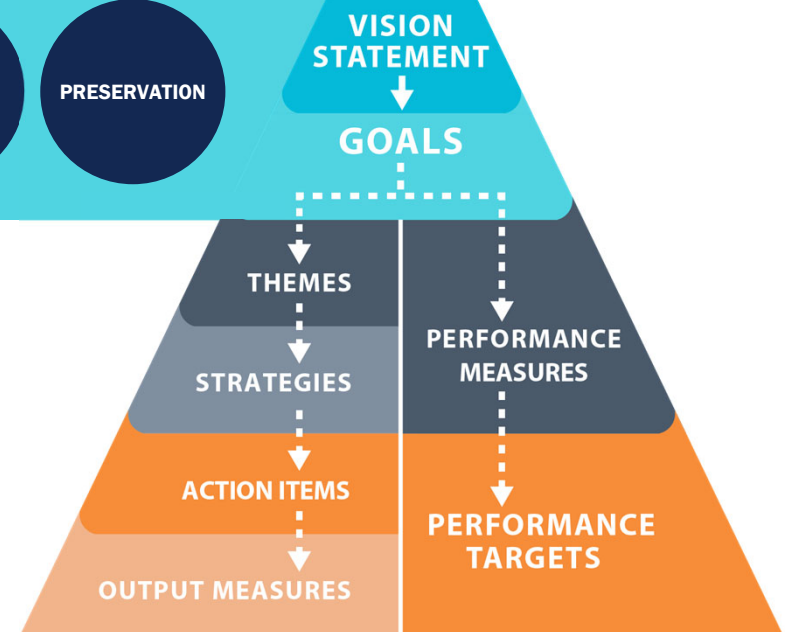 PRESERVATION
VISION
STATEMENT
GOALS
THEMES
STRATEGIES
ACTION ITEMS
OUTPUT MEASURES
PERFORMANCE
MEASURES
PERFORMANCE
TARGETS